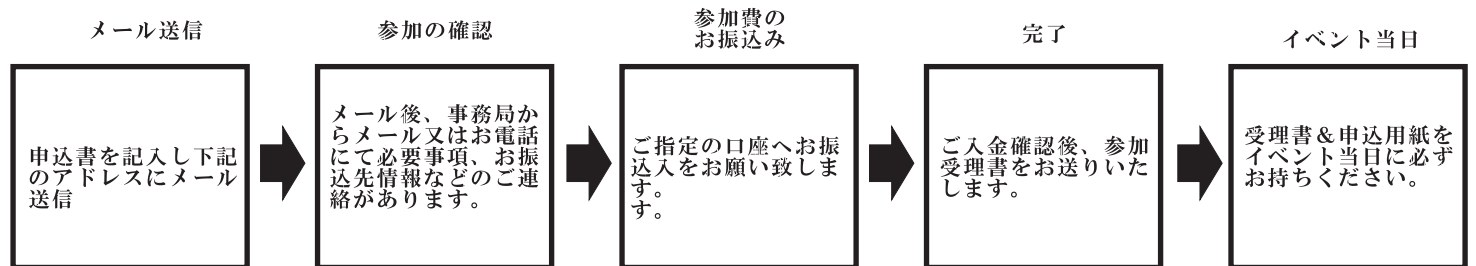 メール送信
申込書を記入し下記
のアドレスにメール
送信
参加の確認
メール後、事務局か
らメール又はお電話
にて必要事項、お振
込先情報などのご連
絡があります。
参加費の
お振込み
ご指定の口座へお振
込入をお願い致しま
す。
す。
完了
ご入金確認後、参加
受理書をお送りいた
します。
イベント当日
受理書＆申込用紙を
イベント当日に必ず
お持ちください。